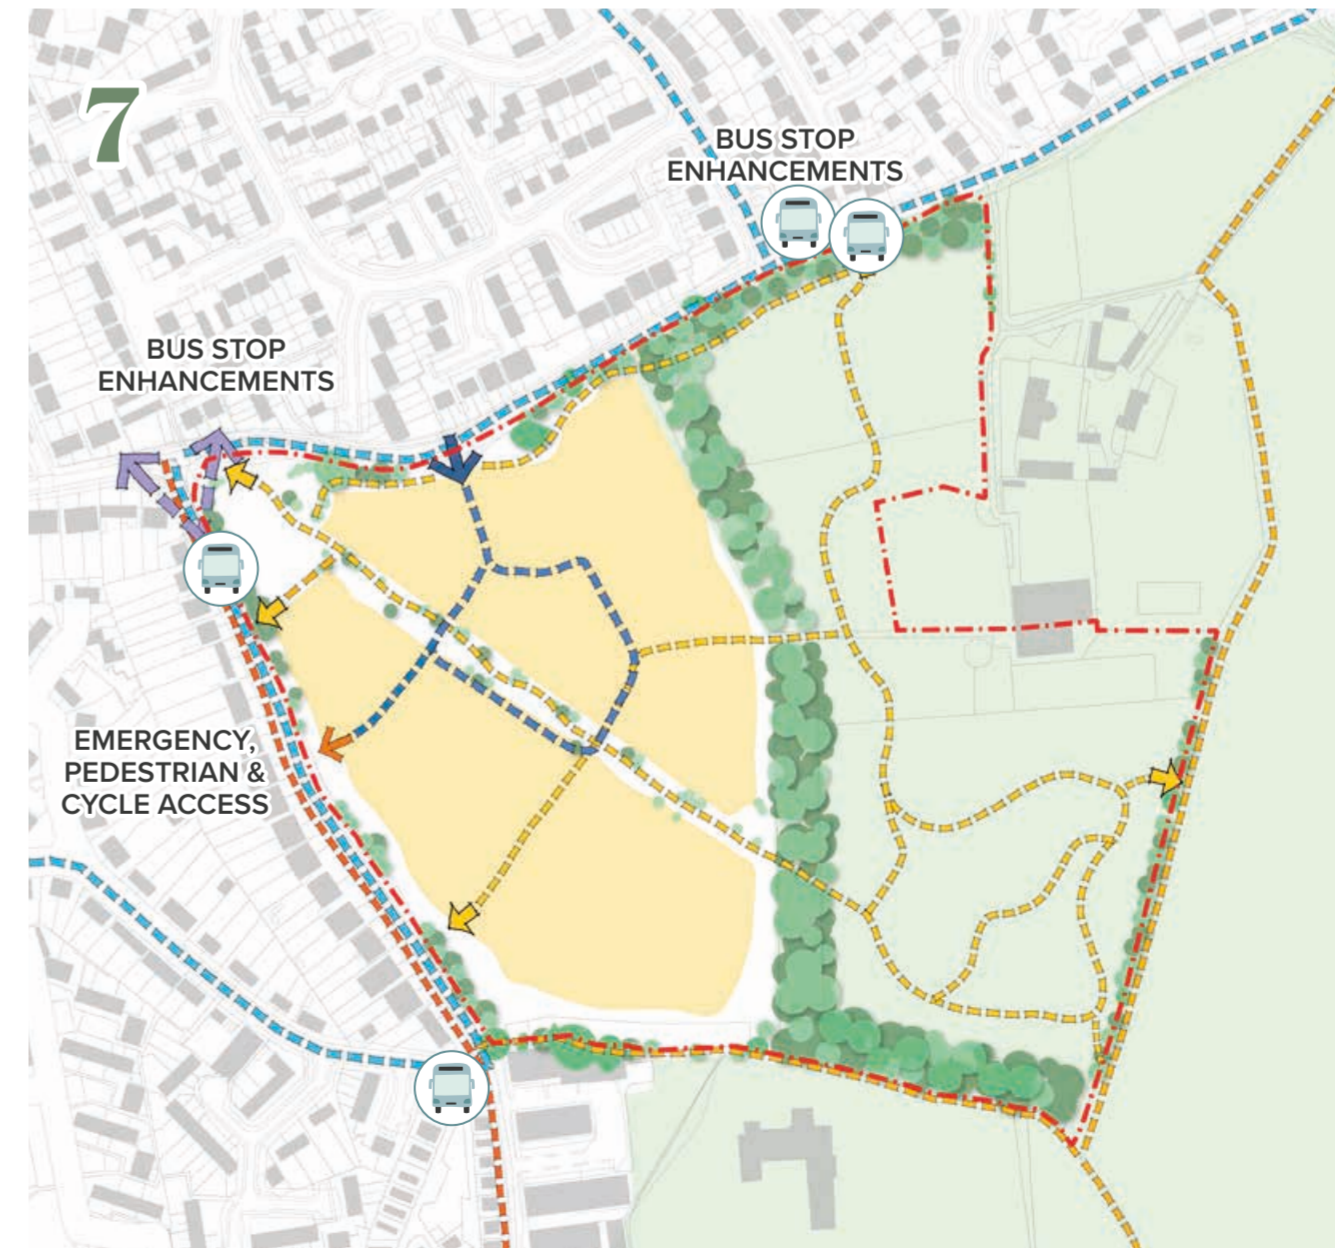 7
BUS STOP
ENHANCEMENTS
BUS STOP
ENHANCEMENTS
EMERGENCY,
PEDESTRIAN &
CYCLE ACCESS